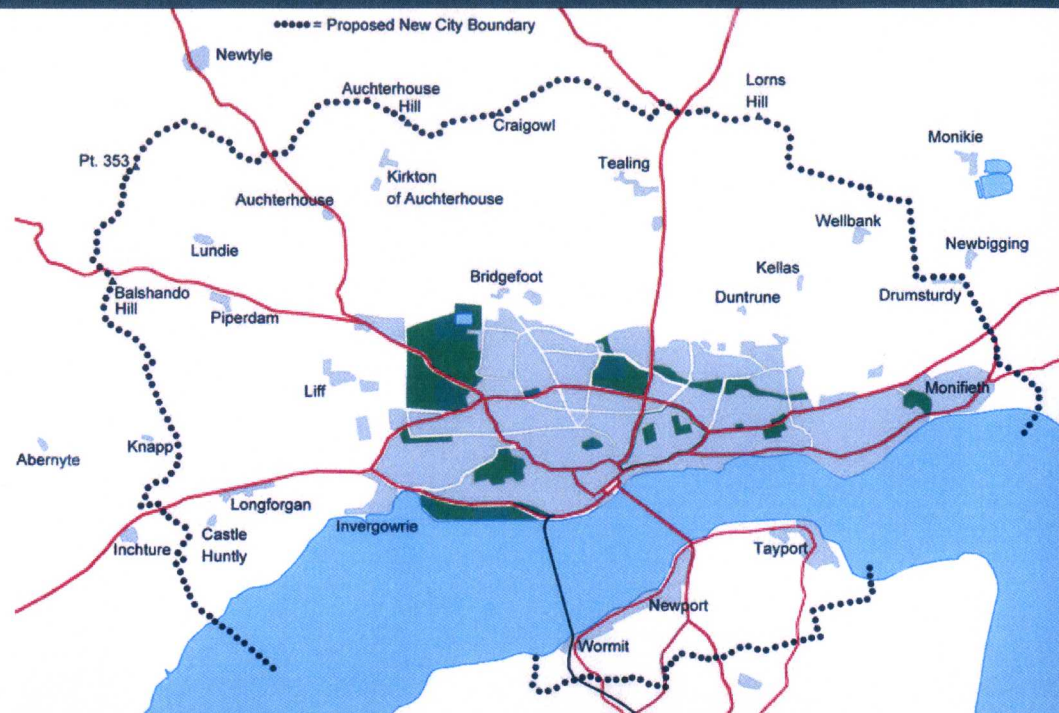 = Proposed New City Boundary
Newtyle
Auchterhouse
Hill
Lorns
Hill
Craigowl
Monikie
Pt. 353
Kirkton
of Auchterhouse
Tealing
Auchterhouse
Wellbank
Lundie
Newbigging
Bridgefoot
Kellas
Balshando
Hill
Piperdam
Duntrune
Drumsturdy
Liff
Monifieth
Abernyte
Knapp
Longforgan
Invergowrie
Castle
Huntly
Inchture
Tayport
Newport
Wormit